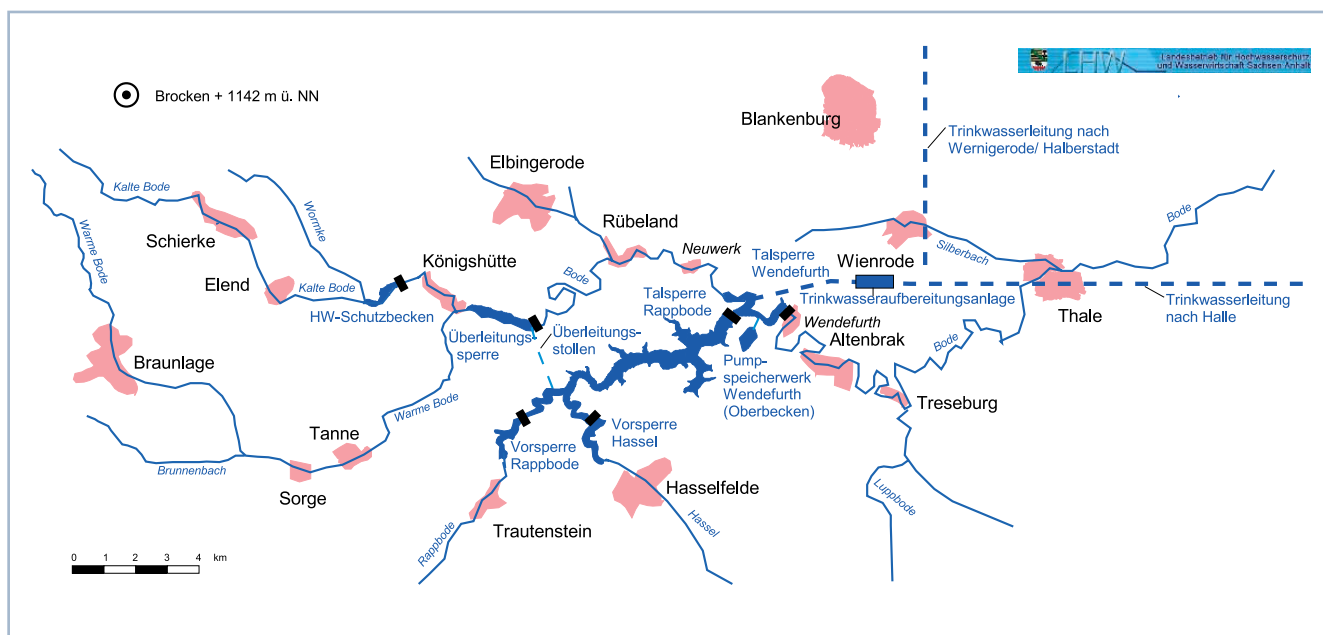 Landesbetrieb für Hochwasserschutz
und Wasserwirtschaft Sachsen Anhalt
LHW
Brocken + 1142 m ü. NN
Blankenburg
Trinkwasserleitung nach
Wernigerode/ Halberstadt
Elbingerode
Kalte Bode
Wormke
Warme Bode
Schierke
Rübeland
Neuwerk
Bode
Silberbach
Talsperre
Wendefurth
Wienrode
Königshütte
Bode
Elend
Kalte Bode
HW-Schutzbecken
Talsperre
Rappbode
Trinkwasseraufbereitungsanlage
Trinkwasserleitung
nach Halle
Thale
Überleitungs
sperre
Überleitungs
stollen
Wendefurth
Altenbrak
Bode
Braunlage
Pump-
speicherwerk
Wendefurth
(Oberbecken)
Treseburg
Warme Bode
Tanne
Vorsperre
Hassel
Vorsperre
Rappbode
Brunnenbach
Sorge
Hasselfelde
Luppbode
Trautenstein
Rappbode
Hassel
0 1 2 3 4 km